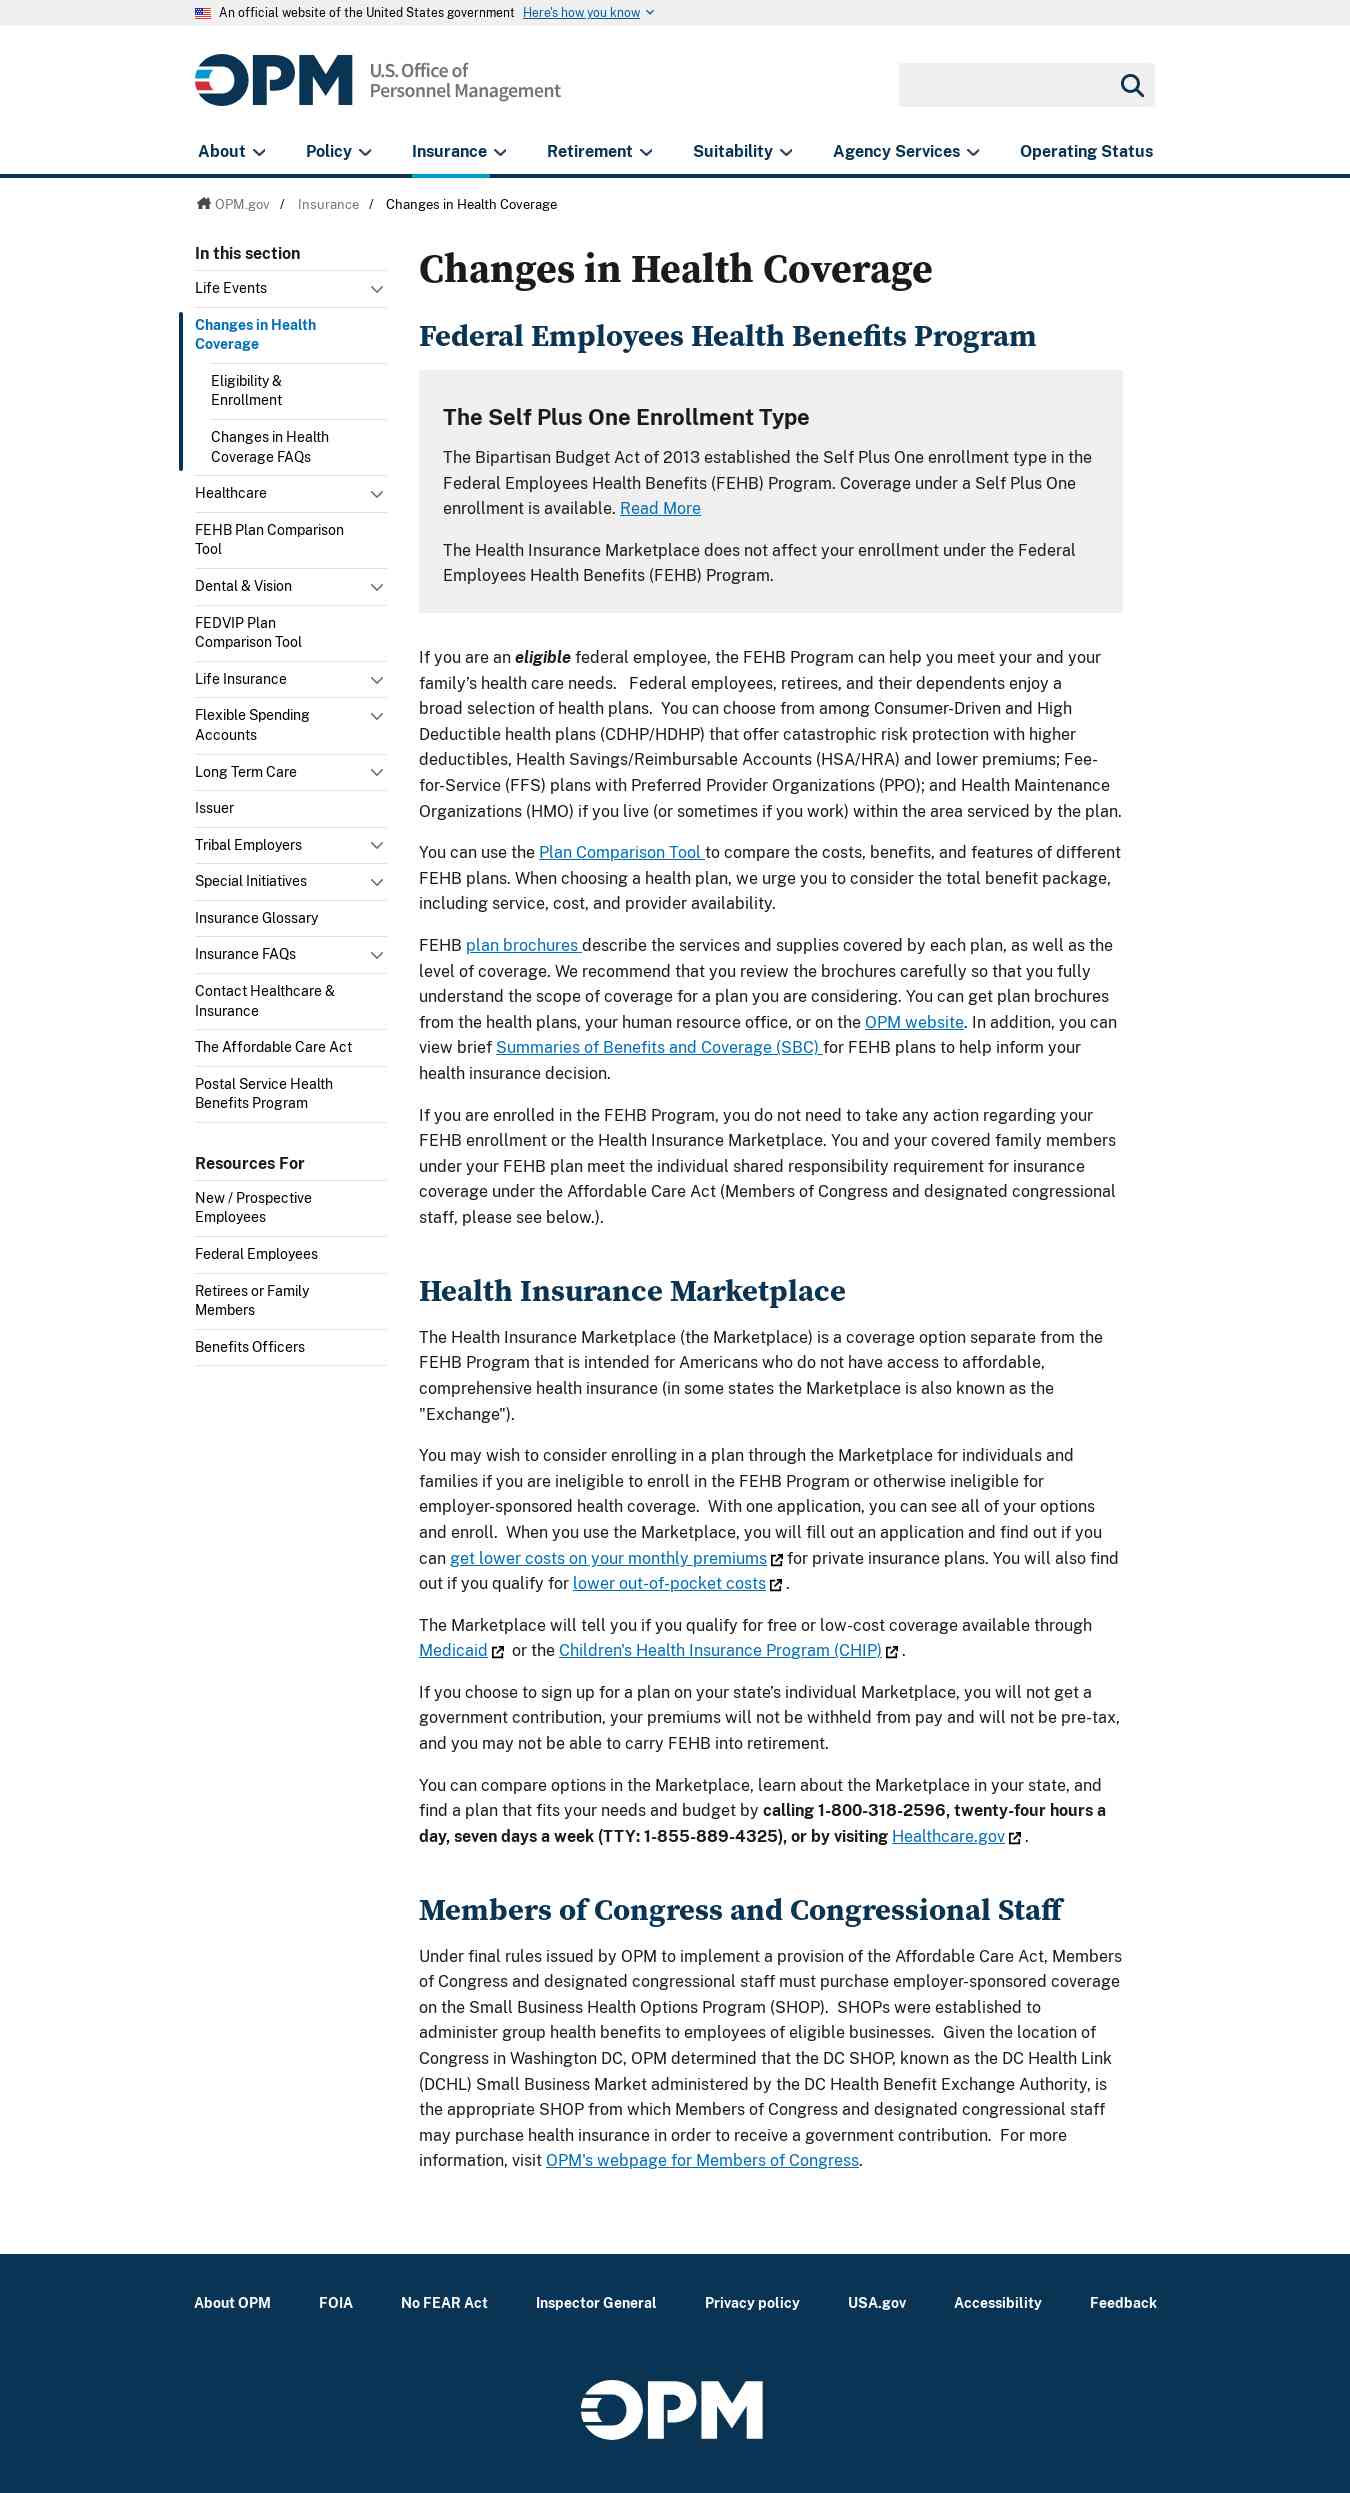 An official website of the United States government Here's how you know
OPM U.S. Office of
Personnel Management
About Policy Insurance Retirement Suitability Agency Services Operating Status
OPM.gov / Insurance / Changes in Health Coverage
In this section
Life Events
Changes in Health
Coverage
Eligibility &
Enrollment
Changes in Health
Coverage FAQs
Healthcare
FEHB Plan Comparison
Tool
Dental & Vision
FEDVIP Plan
Comparison Tool
Life Insurance
Flexible Spending
Accounts
Long Term Care
Issuer
Tribal Employers
Special Initiatives
Insurance Glossary
Insurance FAQs
Contact Healthcare &
Insurance
The Affordable Care Act
Postal Service Health
Benefits Program
Resources For
New / Prospective
Employees
Federal Employees
Retirees or Family
Members
Benefits Officers
Changes in Health Coverage
Federal Employees Health Benefits Program
The Self Plus One Enrollment Type
The Bipartisan Budget Act of 2013 established the Self Plus One enrollment type in the
Federal Employees Health Benefits (FEHB) Program. Coverage under a Self Plus One
enrollment is available. Read More
The Health Insurance Marketplace does not affect your enrollment under the Federal
Employees Health Benefits (FEHB) Program.
If you are an eligible federal employee, the FEHB Program can help you meet your and your
family’s health care needs.   Federal employees, retirees, and their dependents enjoy a
broad selection of health plans.  You can choose from among Consumer-Driven and High
Deductible health plans (CDHP/HDHP) that offer catastrophic risk protection with higher
deductibles, Health Savings/Reimbursable Accounts (HSA/HRA) and lower premiums; Fee-
for-Service (FFS) plans with Preferred Provider Organizations (PPO); and Health Maintenance
Organizations (HMO) if you live (or sometimes if you work) within the area serviced by the plan.
You can use the Plan Comparison Tool to compare the costs, benefits, and features of different
FEHB plans. When choosing a health plan, we urge you to consider the total benefit package,
including service, cost, and provider availability.
FEHB plan brochures describe the services and supplies covered by each plan, as well as the
level of coverage. We recommend that you review the brochures carefully so that you fully
understand the scope of coverage for a plan you are considering. You can get plan brochures
from the health plans, your human resource office, or on the OPM website. In addition, you can
view brief Summaries of Benefits and Coverage (SBC) for FEHB plans to help inform your
health insurance decision.
If you are enrolled in the FEHB Program, you do not need to take any action regarding your
FEHB enrollment or the Health Insurance Marketplace. You and your covered family members
under your FEHB plan meet the individual shared responsibility requirement for insurance
coverage under the Affordable Care Act (Members of Congress and designated congressional
staff, please see below.).
Health Insurance Marketplace
The Health Insurance Marketplace (the Marketplace) is a coverage option separate from the
FEHB Program that is intended for Americans who do not have access to affordable,
comprehensive health insurance (in some states the Marketplace is also known as the
"Exchange").
You may wish to consider enrolling in a plan through the Marketplace for individuals and
families if you are ineligible to enroll in the FEHB Program or otherwise ineligible for
employer-sponsored health coverage.  With one application, you can see all of your options
and enroll.  When you use the Marketplace, you will fill out an application and find out if you
can get lower costs on your monthly premiums for private insurance plans. You will also find
out if you qualify for lower out-of-pocket costs .
The Marketplace will tell you if you qualify for free or low-cost coverage available through
Medicaid  or the Children's Health Insurance Program (CHIP) .
If you choose to sign up for a plan on your state’s individual Marketplace, you will not get a
government contribution, your premiums will not be withheld from pay and will not be pre-tax,
and you may not be able to carry FEHB into retirement.
You can compare options in the Marketplace, learn about the Marketplace in your state, and
find a plan that fits your needs and budget by calling 1-800-318-2596, twenty-four hours a
day, seven days a week (TTY: 1-855-889-4325), or by visiting Healthcare.gov .
Members of Congress and Congressional Staff
Under final rules issued by OPM to implement a provision of the Affordable Care Act, Members
of Congress and designated congressional staff must purchase employer-sponsored coverage
on the Small Business Health Options Program (SHOP).  SHOPs were established to
administer group health benefits to employees of eligible businesses.  Given the location of
Congress in Washington DC, OPM determined that the DC SHOP, known as the DC Health Link
(DCHL) Small Business Market administered by the DC Health Benefit Exchange Authority, is
the appropriate SHOP from which Members of Congress and designated congressional staff
may purchase health insurance in order to receive a government contribution.  For more
information, visit OPM's webpage for Members of Congress.
About OPM FOIA No FEAR Act Inspector General Privacy policy USA.gov Accessibility Feedback
OPM